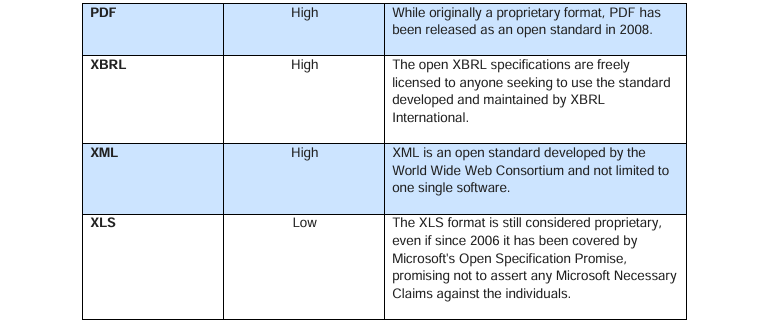 PDF
High
While originally a proprietary format, PDF has
been released as an open standard in 2008.
XBRL
High
The open XBRL specifications are freely
licensed to anyone seeking to use the standard
developed and maintained by XBRL
International.
XML
High
XML is an open standard developed by the
World Wide Web Consortium and not limited to
one single software.
XLS
Low
The XLS format is still considered proprietary,
even if since 2006 it has been covered by
Microsoft's Open Specification Promise,
promising not to assert any Microsoft Necessary
Claims against the individuals.